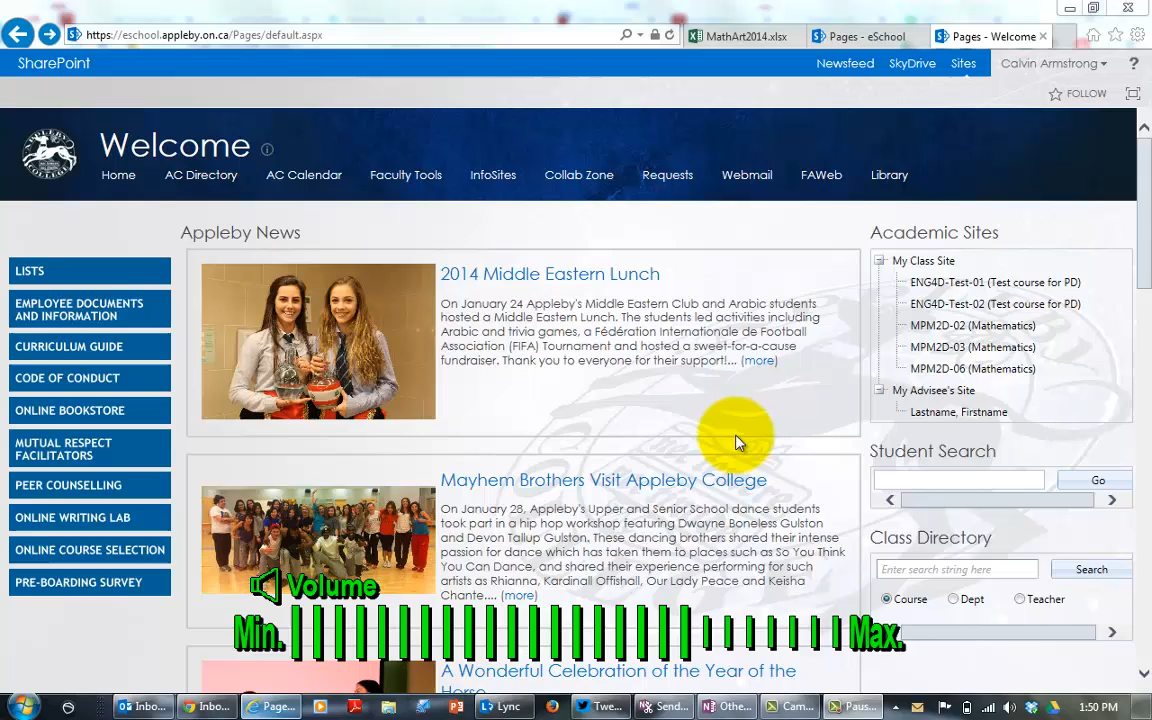 https://eschool.appleby.on.ca/Pages/default.aspx
MathArt2014.xlsx
Pages - eSchool
Pages - Welcome
SharePoint
Newsfeed SkyDrive Sites Calvin Armstrong ?
FOLLOW
APPLEBY COLLEGE
Welcome
Home AC Directory AC Calendar Faculty Tools InfoSites Collab Zone Requests Webmail FAWeb Library
LISTS
EMPLOYEE DOCUMENTS
AND INFORMATION
CURRICULUM GUIDE
CODE OF CONDUCT
ONLINE BOOKSTORE
MUTUAL RESPECT
FACILITATORS
PEER COUNSELLING
ONLINE WRITING LAB
ONLINE COURSE SELECTION
PRE-BOARDING SURVEY
Appleby News
2014 Middle Eastern Lunch
On January 24 Appleby's Middle Eastern Club and Arabic students
hosted a Middle Eastern Lunch. The students led activities including
Arabic and trivia games, a Fédération Internationale de Football
Association (FIFA) Tournament and hosted a sweet-for-a-cause
fundraiser. Thank you to everyone for their support!... (more)
Mayhem Brothers Visit Appleby College
On January 28, Appleby's Upper and Senior School dance students
took part in a hip hop workshop featuring Dwayne Boneless Gulston
and Devon Tallup Gulston. These dancing brothers shared their intense
passion for dance which has taken them to places such as So You Think
You Can Dance, and shared their experience performing for such
artists as Rhianna, Kardinal Offishall, Our Lady Peace and Keisha
Chante.... (more)
A Wonderful Celebration of the Year of the
Horse
Academic Sites
My Class Site
ENG4D-Test-01 (Test course for PD)
ENG4D-Test-02 (Test course for PD)
MPM2D-02 (Mathematics)
MPM2D-03 (Mathematics)
MPM2D-06 (Mathematics)
My Advisee's Site
Lastname, Firstname
Student Search
Go
Class Directory
Enter search string here
Search
Course Dept Teacher
Volume
Min. Max.
Inbo... Inbo... Page... Lync Twe... Send... Othe... Cam... Paus... 1:50 PM